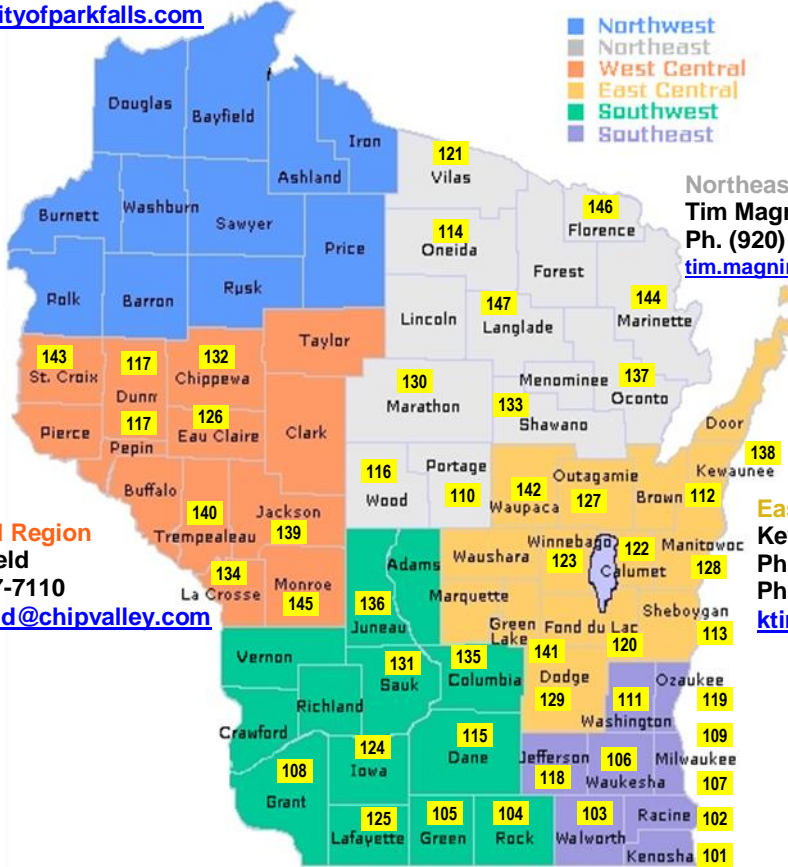 ityofparkfalls.com
Northwest
Northeast
West Central
East Central
Southwest
Southeast
Douglas
Bayfield
Iron
Ashland
121
Vilas
Burnett
Washburn
Sawyer
Price
114
Oneida
146
Florence
Forest
Northeas
Tim Magn
Ph. (920)
tim.magnin
Polk
Barron
Rusk
Lincoln
147
Langlade
144
Marinette
Taylor
143
St. Croix
117
Dunn
132
Chippewa
130
Marathon
Menominee
137
Oconto
133
Shawano
Pierce
117
Pepin
126
Eau Claire
Clark
Door
138
Kewaunee
116
Wood
Portage
110
142
Waupaca
Outagamie
127
Brown
112
Buffalo
140
Trempealeau
Jackson
139
l Region
eld
7-7110
d@chipvalley.com
Eas
Kev
Ph
Ph
ktin
134
La Crosse
Monroe
145
Adams
136
Juneau
Waushara
Marquette
Winnebago
123
122
Calumet
Manitowoc
128
Green
Lake
Fond du Lac
120
Sheboygan
113
Vernon
Richland
Crawford
131
Sauk
135
Columbia
141
Dodge
129
111
Washington
Ozaukee
119
109
Milwaukee
107
108
Grant
124
Iowa
115
Dane
Jefferson
118
106
Waukesha
125
Lafayette
105
Green
104
Rock
103
Walworth
Racine
102
Kenosha
101